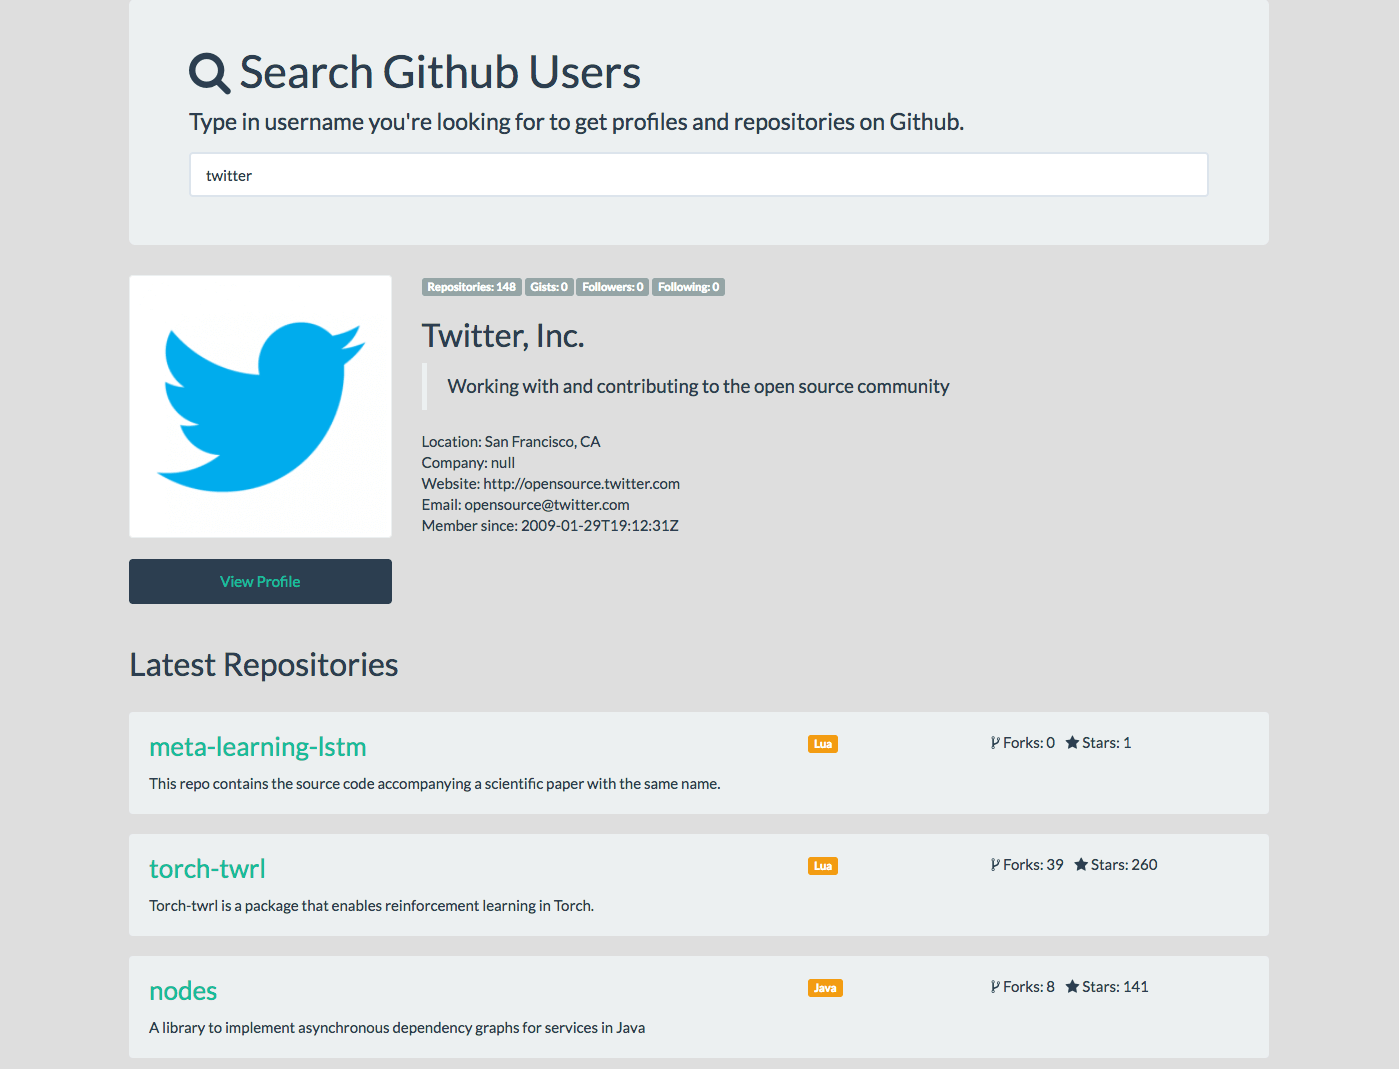 Search Github Users
Type in username you're looking for to get profiles and repositories on Github.
twitter
Repositories: 148 Gists: 0 Followers: 0 Following: 0
Twitter, Inc.
Working with and contributing to the open source community
Location: San Francisco, CA
Company: null
Website: http://opensource.twitter.com
Email: opensource@twitter.com
Member since: 2009-01-29T19:12:31Z
View Profile
Latest Repositories
meta-learning-lstm Lua Forks: 0 Stars: 1
This repo contains the source code accompanying a scientific paper with the same name.
torch-twrl Lua Forks: 39 Stars: 260
Torch-twrl is a package that enables reinforcement learning in Torch.
nodes Java Forks: 8 Stars: 141
A library to implement asynchronous dependency graphs for services in Java